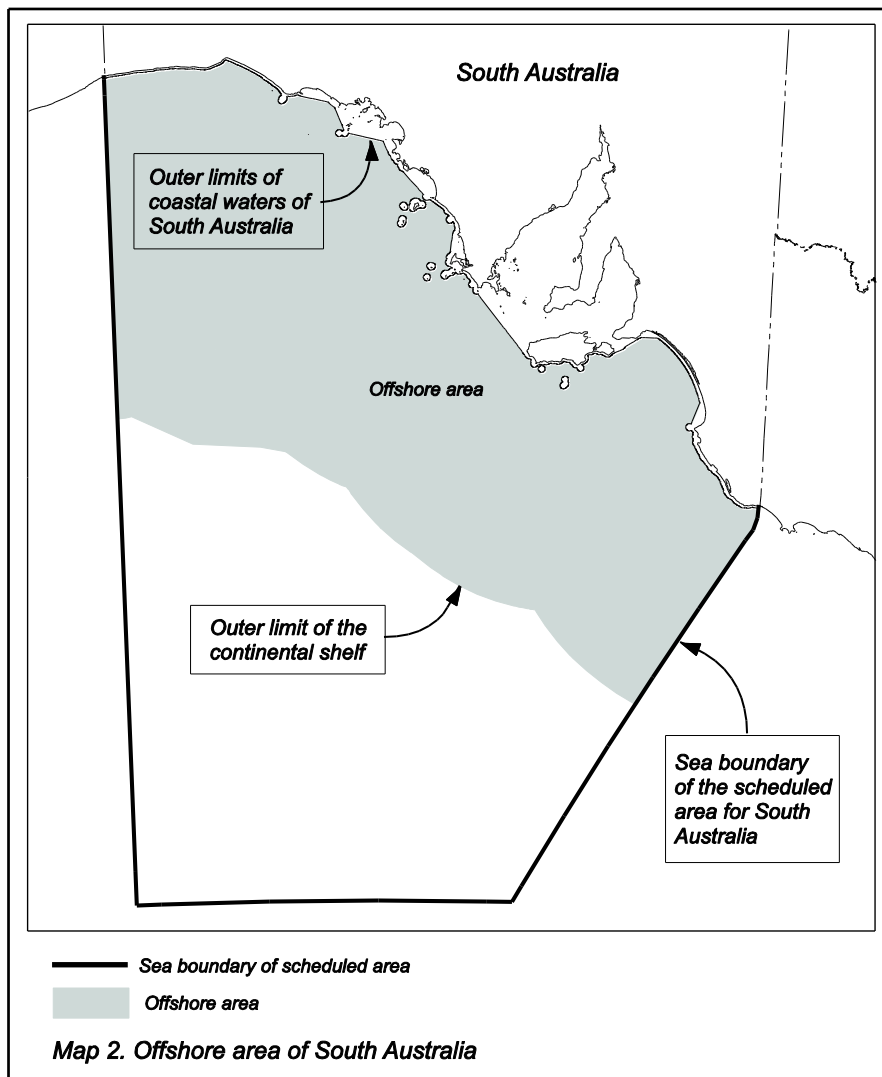 South Australia
Outer limits of
coastal waters of
South Australia
Offshore area
Outer limit of the
continental shelf
Sea boundary
of the scheduled
area for South
Australia
Sea boundary of scheduled area
Offshore area
Map 2. Offshore area of South Australia